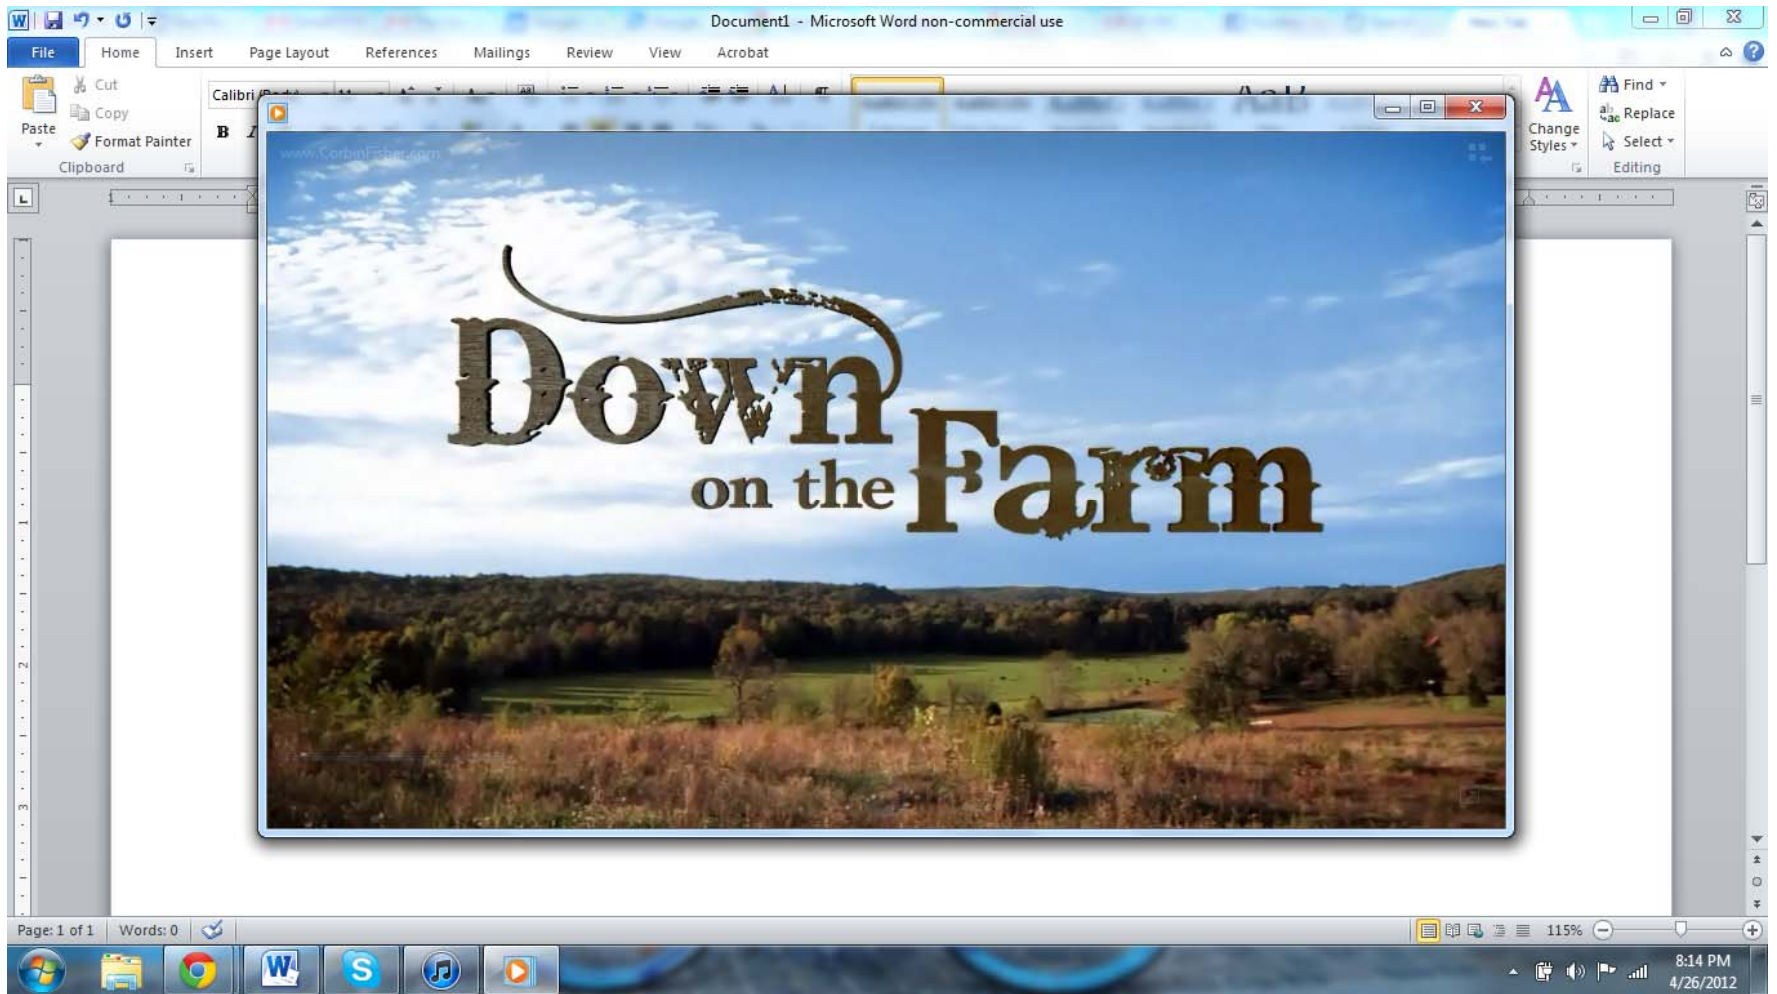 Document1 - Microsoft Word non-commercial use
File Home Insert Page Layout References Mailings Review View Acrobat
Cut
Copy
Format Painter
Paste
Clipboard
Calibri
B I
Change
Styles
Find
Replace
Select
Editing
www.CorbinFisher.com
Down
on the Farm
Page: 1 of 1 Words: 0
115%
8:14 PM
4/26/2012